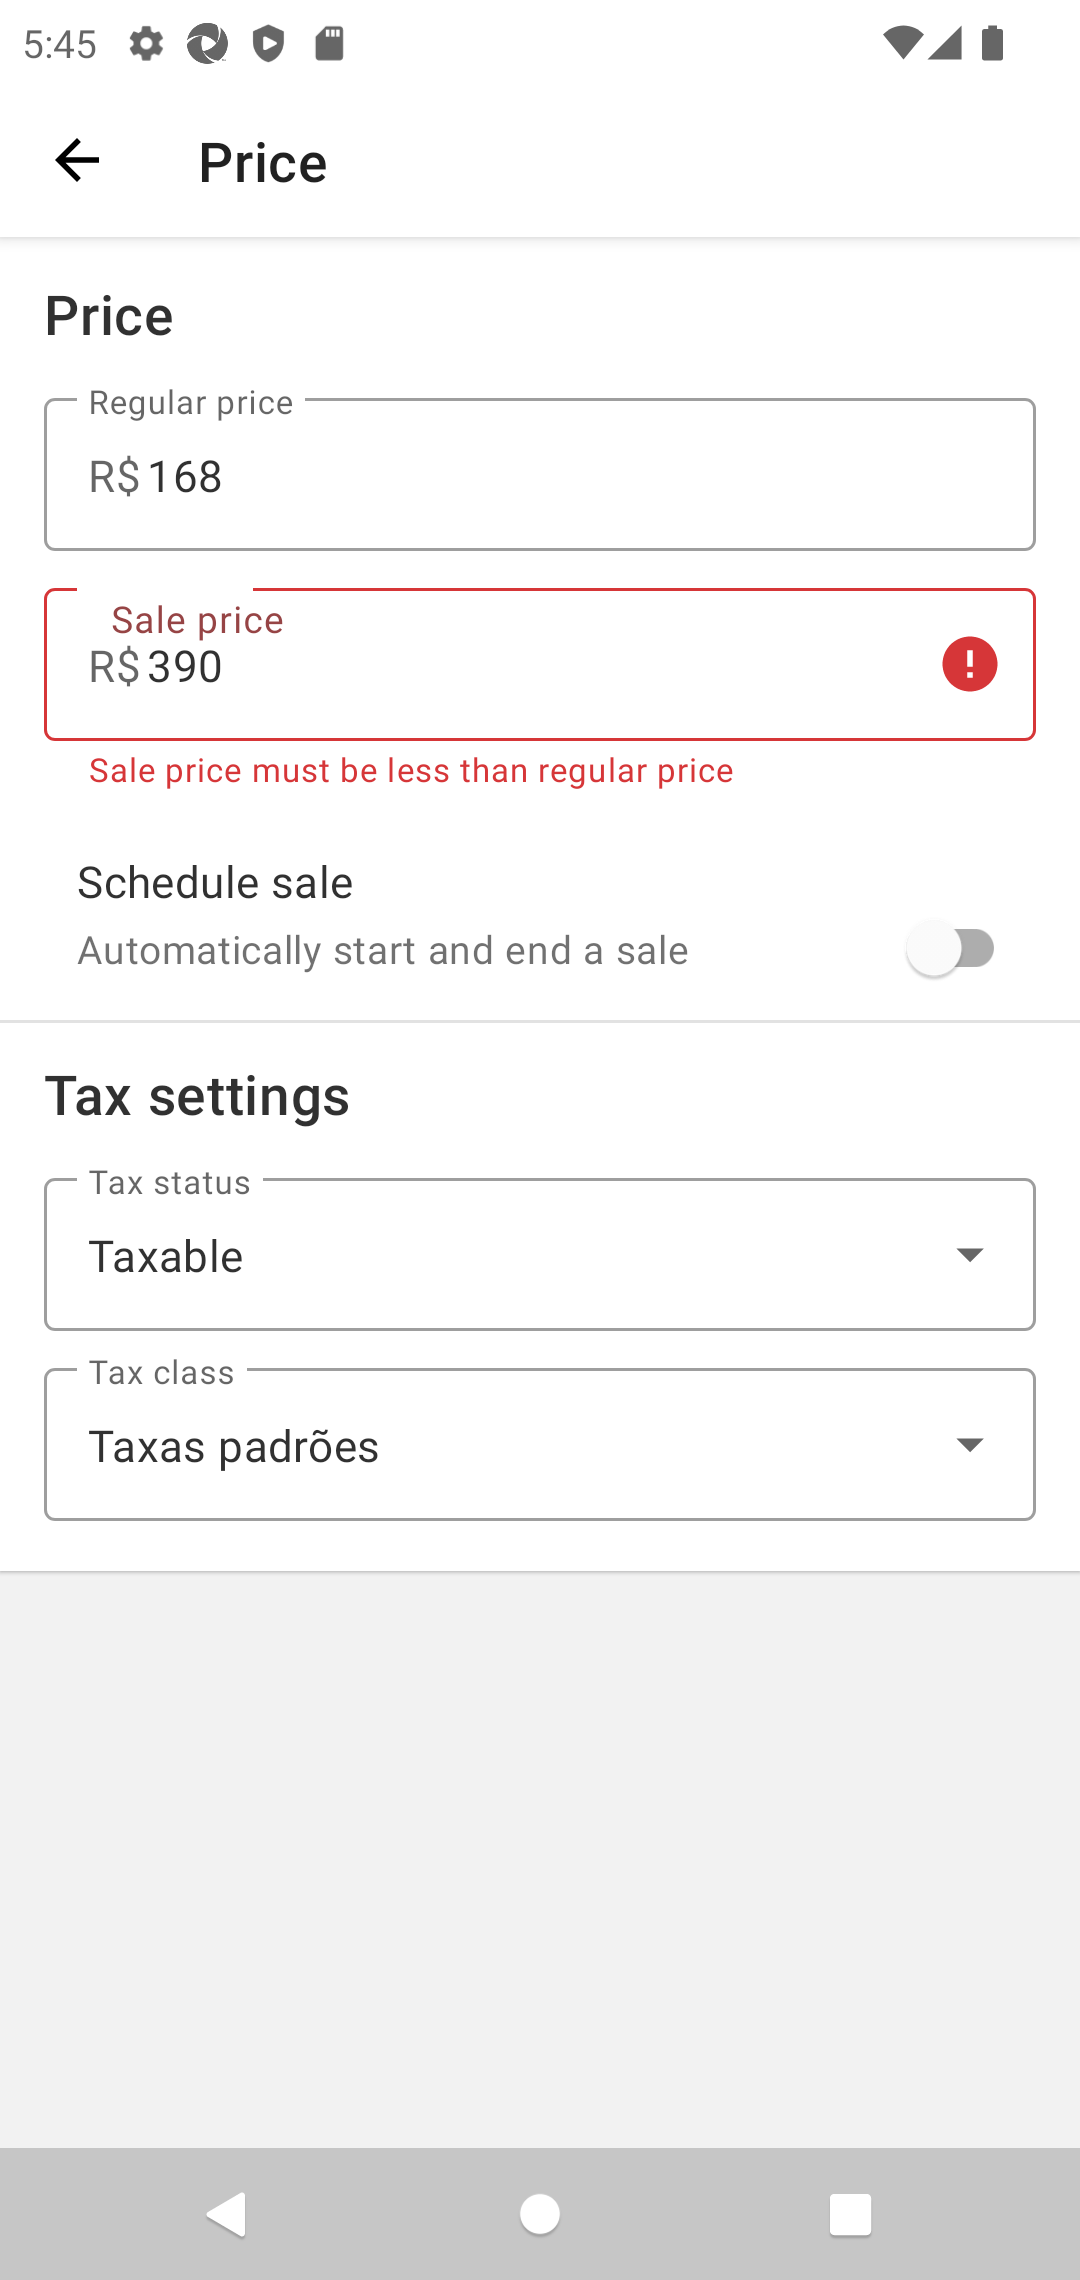 5:45
Price
Price
Regular price
R$ 168
Sale price
R$ 390
Sale price must be less than regular price
Schedule sale
Automatically start and end a sale
Tax settings
Tax status
Taxable
Tax class
Taxas padrões